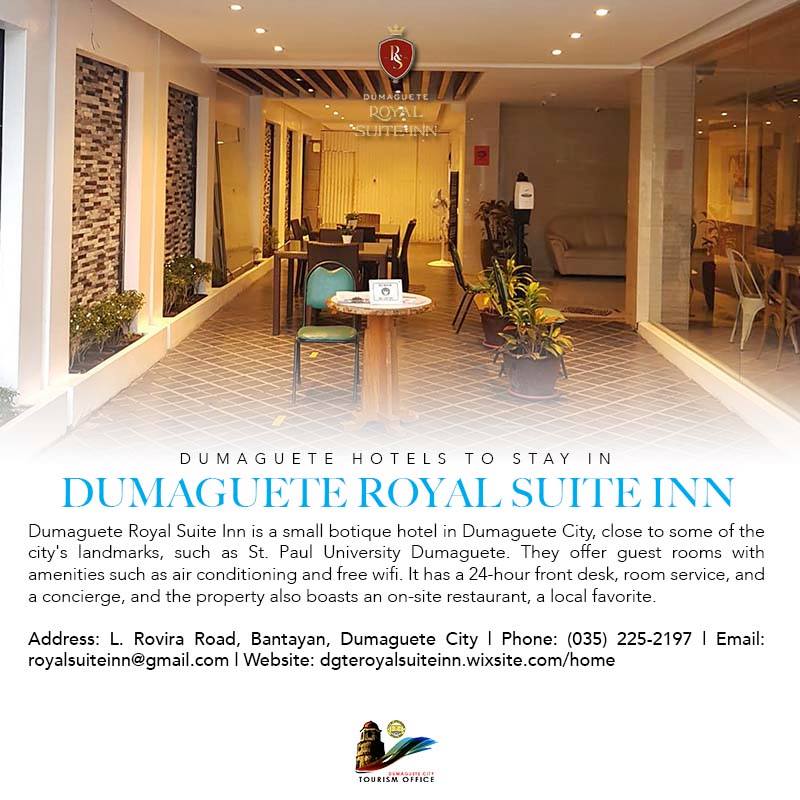 RS
DUMAGUETE
ROYAL
SUITE INN
DUMAGUETE HOTELS TO STAY IN
DUMAGUETE ROYAL SUITE INN
Dumaguete Royal Suite Inn is a small botique hotel in Dumaguete City, close to some of the
city's landmarks, such as St. Paul University Dumaguete. They offer guest rooms with
amenities such as air conditioning and free wifi. It has a 24-hour front desk, room service, and
a concierge, and the property also boasts an on-site restaurant, a local favorite.
Address: L. Rovira Road, Bantayan, Dumaguete City | Phone: (035) 225-2197 | Email:
royalsuiteinn@gmail.com | Website: dgteroyalsuiteinn.wixsite.com/home
DUMAGUETE CITY
TOURISM OFFICE